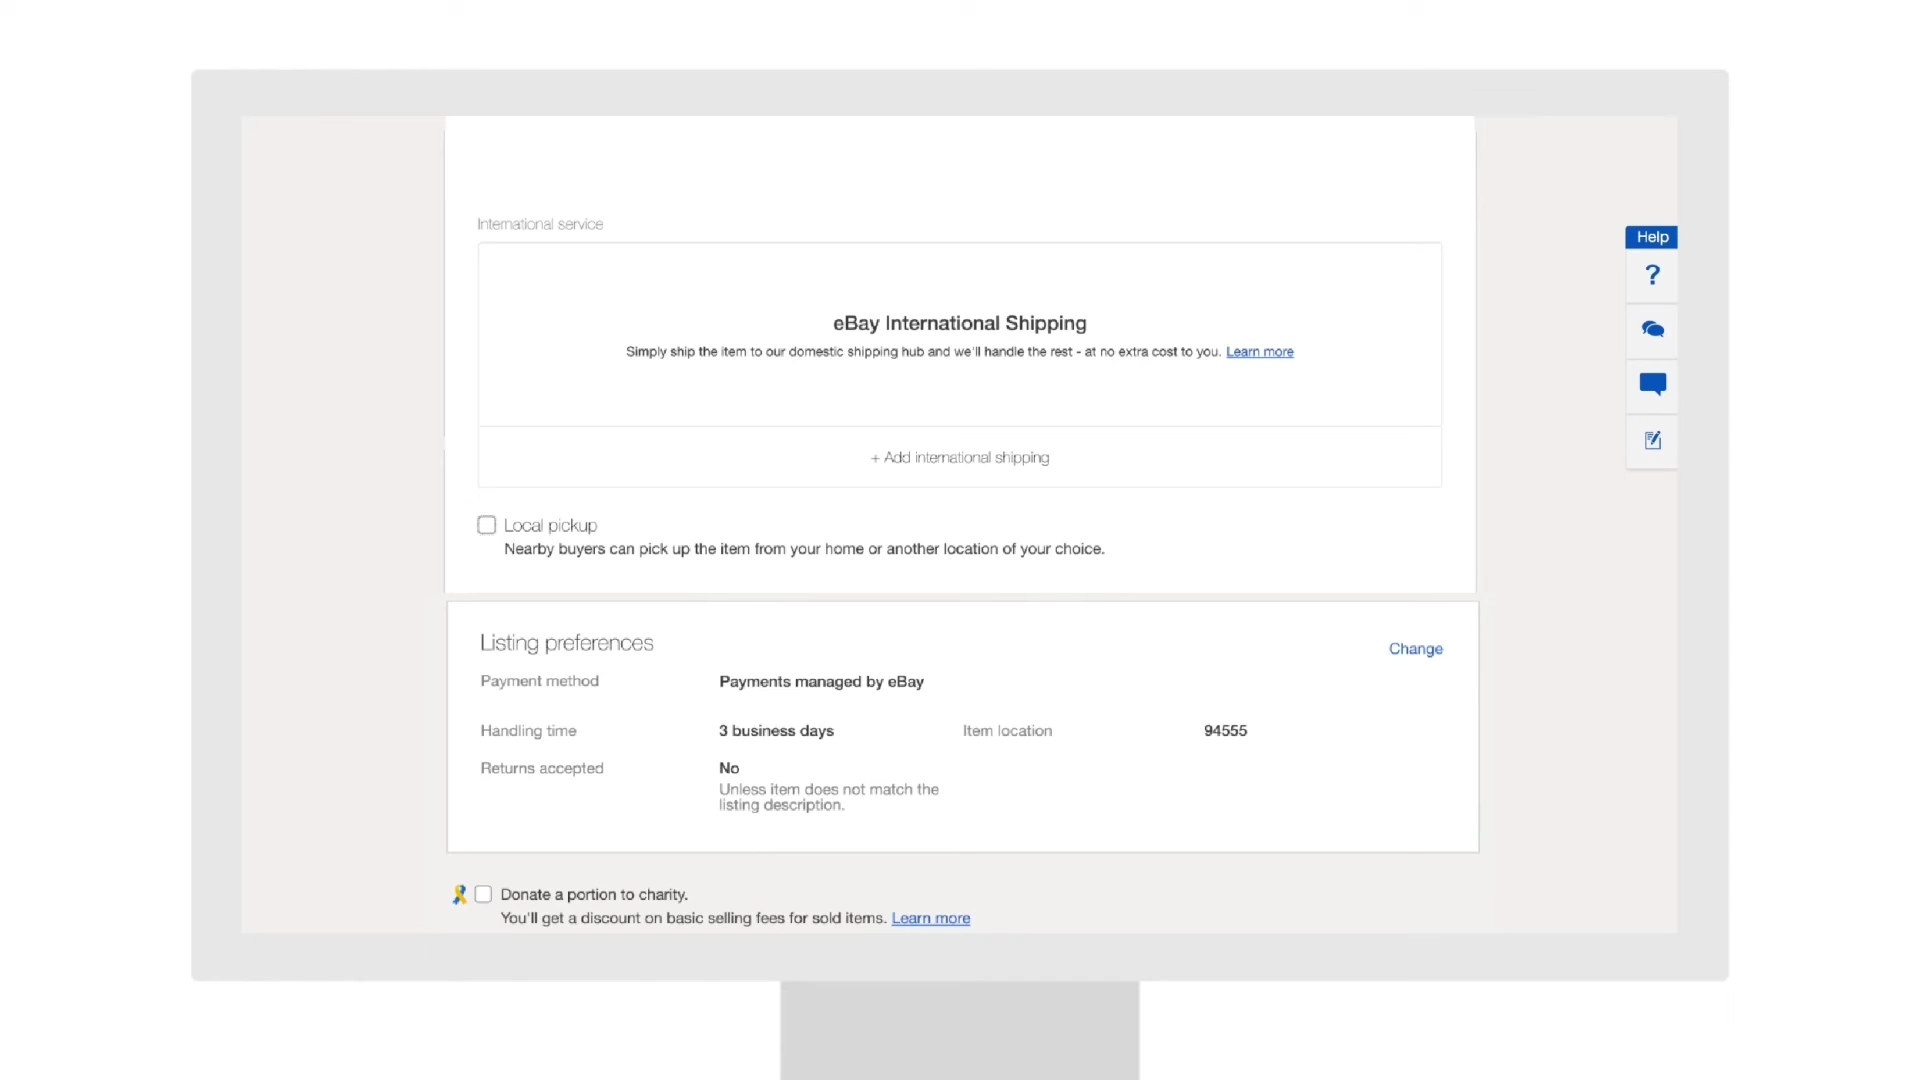 International service
Help
?
eBay International Shipping
Simply ship the item to our domestic shipping hub and we'll handle the rest - at no extra cost to you. Learn more
+ Add international shipping
Local pickup
Nearby buyers can pick up the item from your home or another location of your choice.
Listing preferences
Change
Payment method
Payments managed by eBay
Handling time
3 business days
Item location
94555
Returns accepted
No
Unless item does not match the
listing description.
Donate a portion to charity.
You'll get a discount on basic selling fees for sold items. Learn more